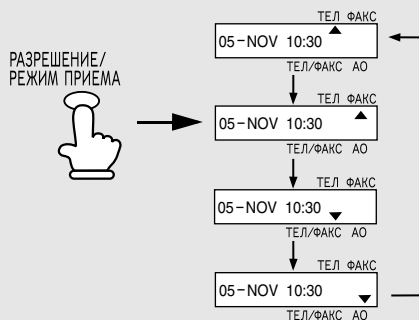 ТЕЛ ФАКС
05–NOV 10:30
ТЕЛ/ФАКС АО
РАЗРЕШЕНИЕ/
РЕЖИМ ПРИЕМА
ТЕЛ ФАКС
05–NOV 10:30
ТЕЛ/ФАКС АО
ТЕЛ ФАКС
05–NOV 10:30
ТЕЛ/ФАКС АО
ТЕЛ ФАКС
05–NOV 10:30
ТЕЛ/ФАКС АО